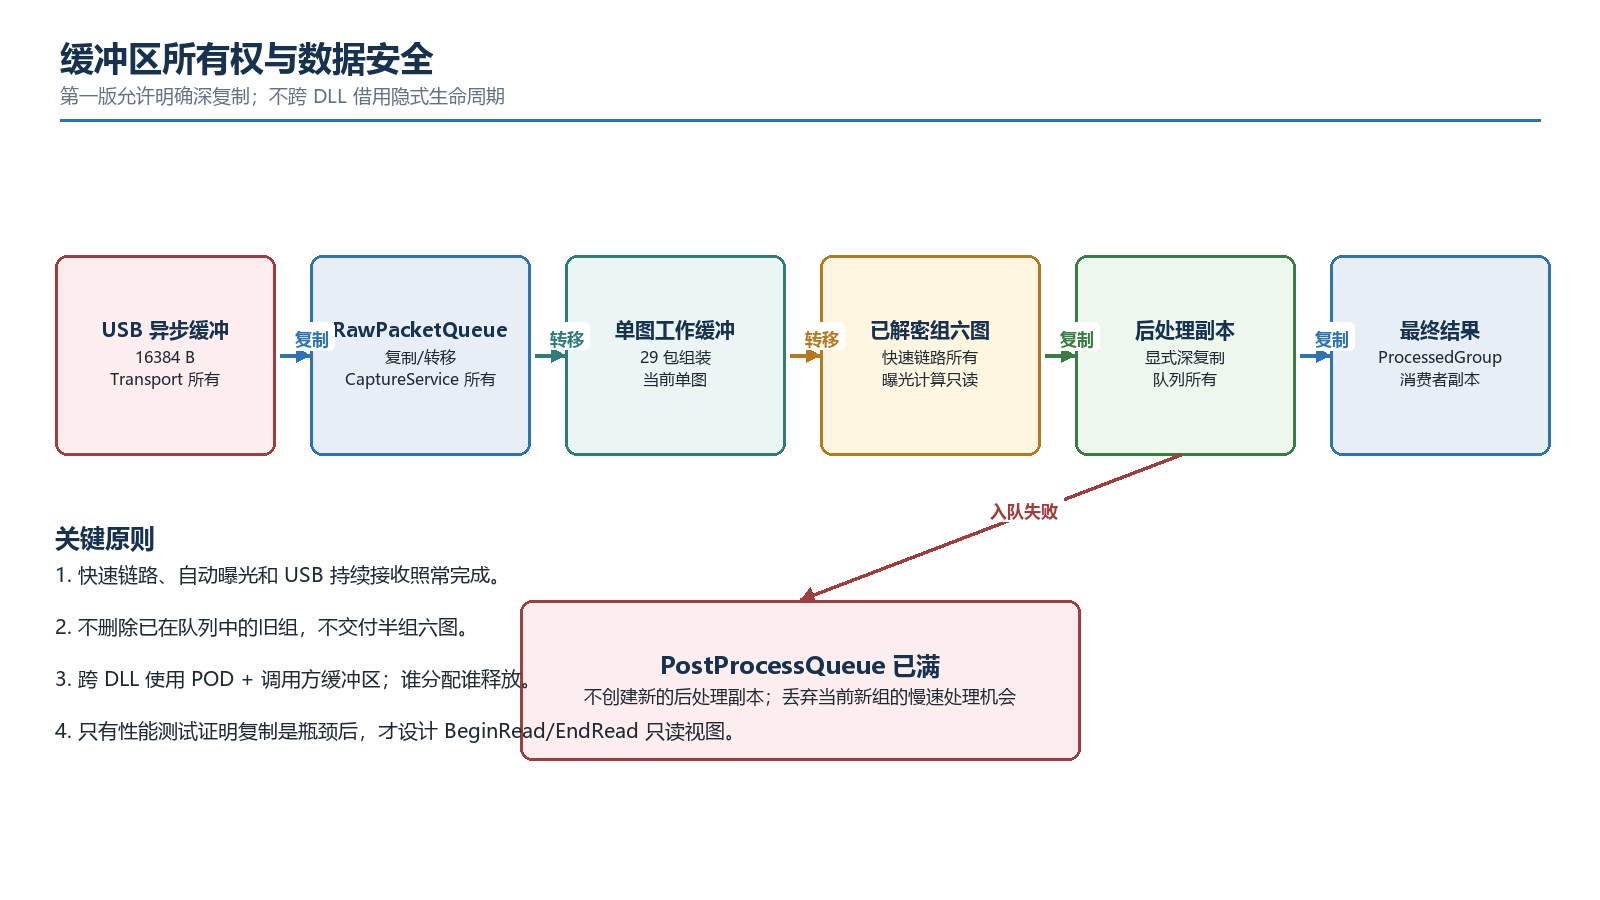 缓冲区所有权与数据安全
第一版允许明确深复制；不跨 DLL 借用隐式生命周期
USB 异步缓冲
16384 B
Transport 所有
复制
RawPacketQueue
复制/转移
CaptureService 所有
转移
单图工作缓冲
29 包组装
当前单图
转移
已解密组六图
快速链路所有
曝光计算只读
复制
后处理副本
显式深复制
队列所有
复制
最终结果
ProcessedGroup
消费者副本
入队失败
关键原则
1. 快速链路、自动曝光和 USB 持续接收照常完成。
2. 不删除已在队列中的旧组，不交付半组六图。
3. 跨 DLL 使用 POD + 调用方缓冲区；谁分配谁释放。
4. 只有性能测试证明复制是瓶颈后，才设计 BeginRead/EndRead 只读视图。
PostProcessQueue 已满
不创建新的后处理副本；丢弃当前新组的慢速处理机会